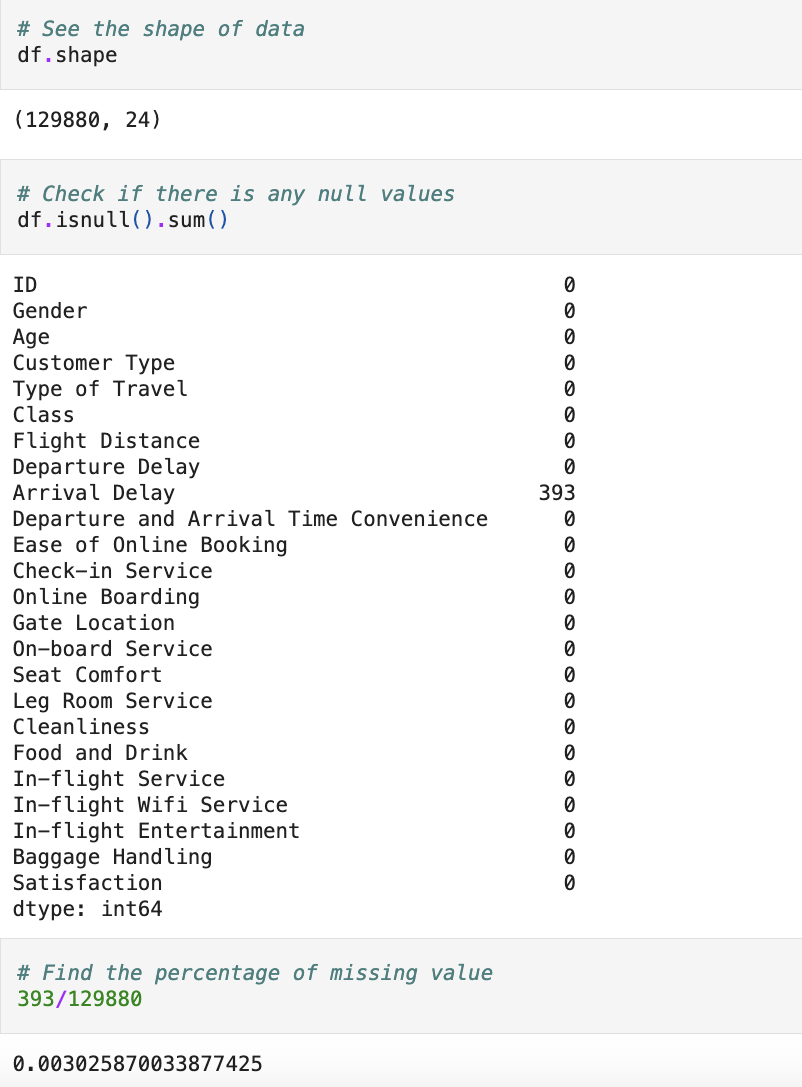 # See the shape of data
df.shape
(129880, 24)
# Check if there is any null values
df.isnull().sum()
ID 0
Gender 0
Age 0
Customer Type 0
Type of Travel 0
Class 0
Flight Distance 0
Departure Delay 0
Arrival Delay 393
Departure and Arrival Time Convenience 0
Ease of Online Booking 0
Check-in Service 0
Online Boarding 0
Gate Location 0
On-board Service 0
Seat Comfort 0
Leg Room Service 0
Cleanliness 0
Food and Drink 0
In-flight Service 0
In-flight Wifi Service 0
In-flight Entertainment 0
Baggage Handling 0
Satisfaction 0
dtype: int64
# Find the percentage of missing value
393/129880
0.003025870033877425